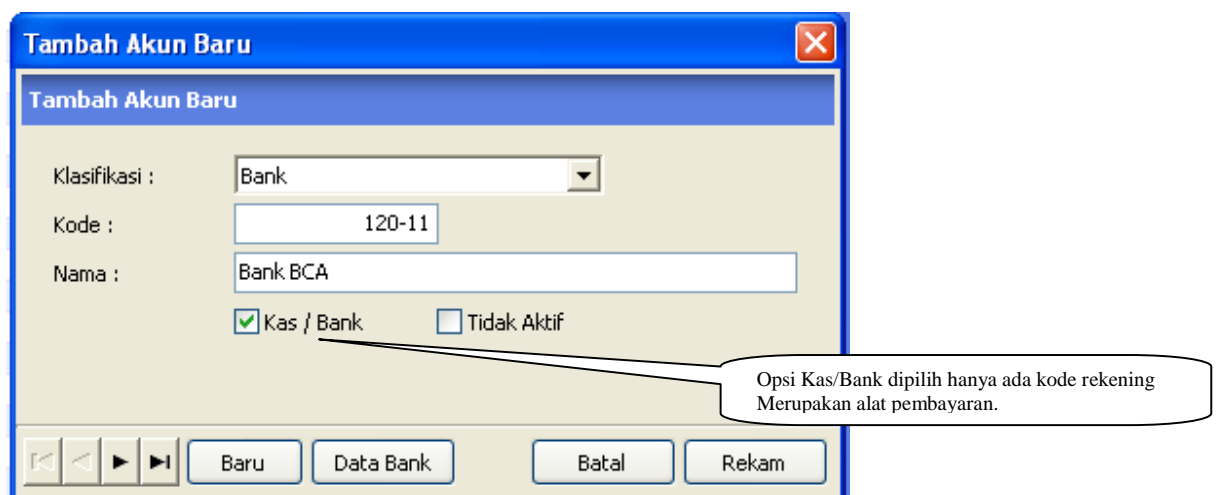 Tambah Akun Baru
Tambah Akun Baru
Klasifikasi : Bank
Kode : 120-11
Nama : Bank BCA
Kas / Bank Tidak Aktif
Opsi Kas/Bank dipilih hanya ada kode rekening
Merupakan alat pembayaran.
Baru Data Bank Batal Rekam